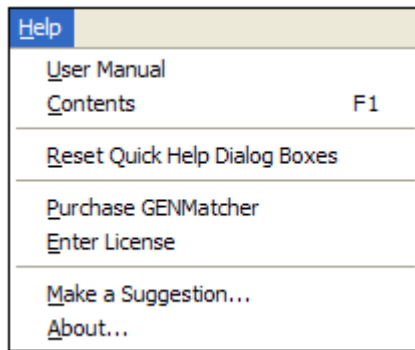 Help
User Manual
Contents F1
Reset Quick Help Dialog Boxes
Purchase GENMatcher
Enter License
Make a Suggestion...
About...